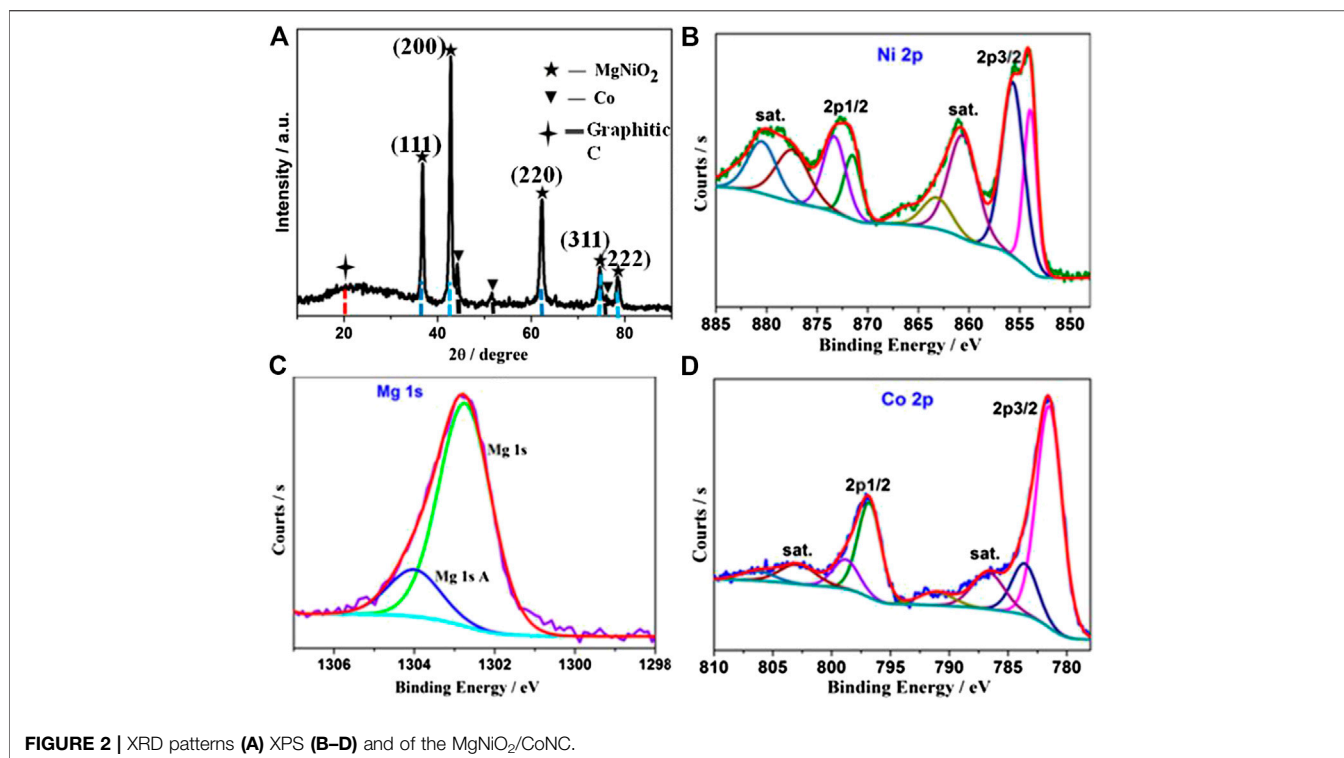 A
(200)
(111)
(220)
(311)
222)
★ — MgNiO₂
▼ — Co
— Graphitic
C
Intensity / a.u.
20 40 60 80
2θ / degree
B
Ni 2p
2p3/2
sat.
2p1/2
sat.
Courts / s
885 880 875 870 865 860 855 850
Binding Energy / eV
C
Mg 1s
Mg 1s
Mg 1s A
Courts / s
1306 1304 1302 1300 1298
Binding Energy / eV
D
Co 2p
2p3/2
2p1/2
sat.
sat.
Courts / s
810 805 800 795 790 785 780
Binding Energy / eV
FIGURE 2 | XRD patterns (A) XPS (B–D) and of the MgNiO₂/CoNC.